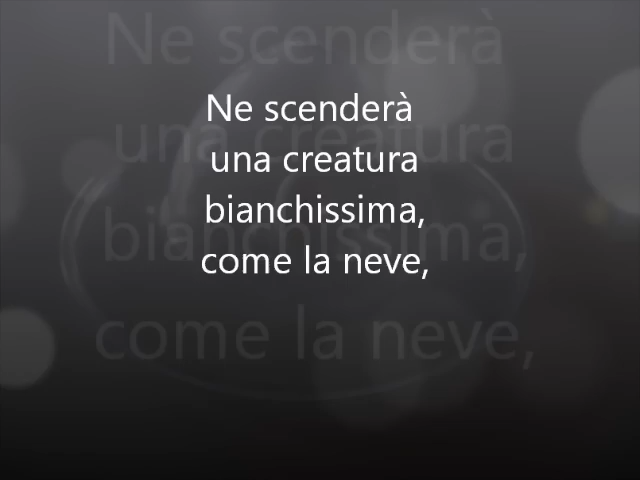 Ne scenderà
una creatura
bianchissima,
come la neve,